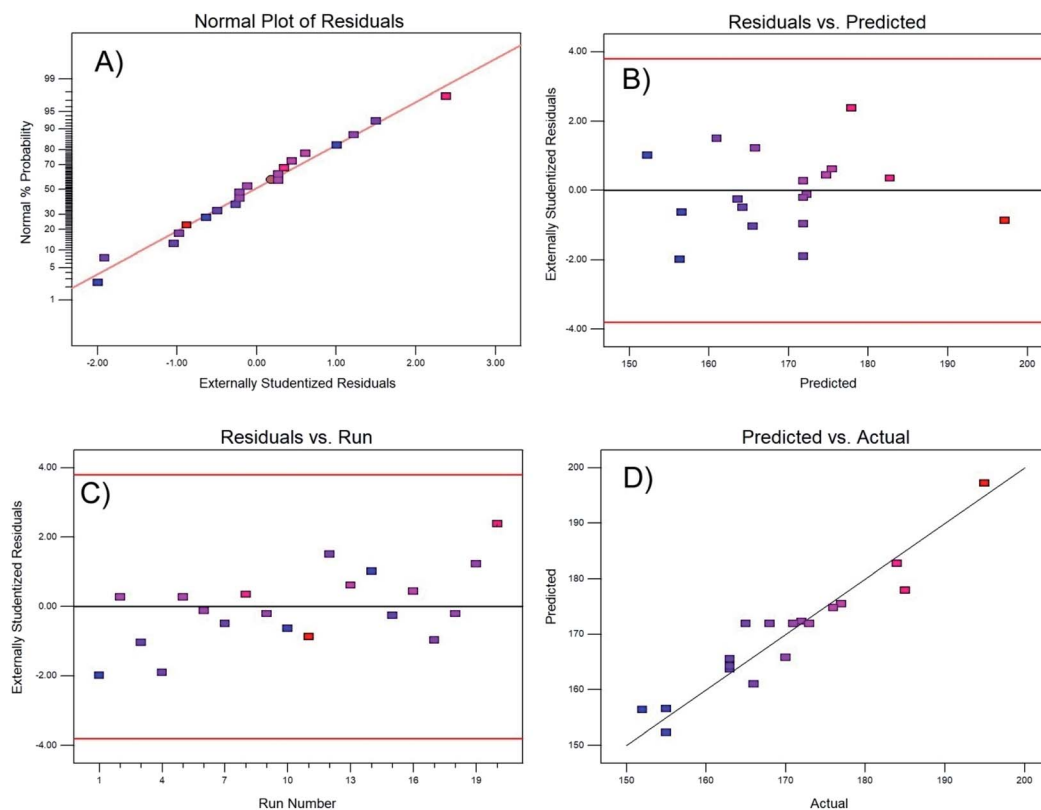 Normal Plot of Residuals
A)
Normal % Probability
99
95
90
80
70
50
30
20
10
5
1
-2.00 -1.00 0.00 1.00 2.00 3.00
Externally Studentized Residuals
Residuals vs. Predicted
B)
Externally Studentized Residuals
4.00
2.00
0.00
-2.00
-4.00
150 160 170 180 190 200
Predicted
Residuals vs. Run
C)
Externally Studentized Residuals
4.00
2.00
0.00
-2.00
-4.00
1 4 7 10 13 16 19
Run Number
Predicted vs. Actual
D)
Predicted
200
190
180
170
160
150
150 160 170 180 190 200
Actual